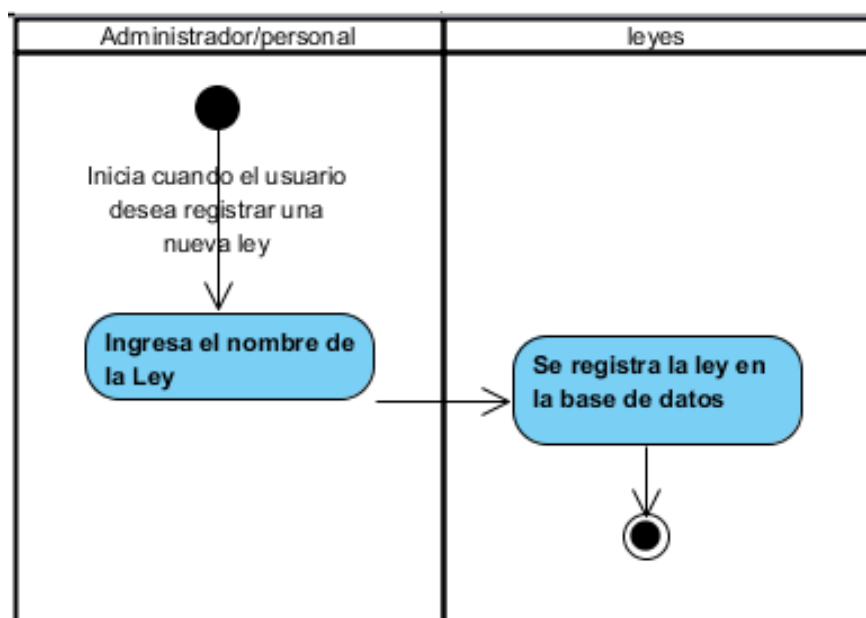 Administrador/personal
leyes
Inicia cuando el usuario
desea registrar una
nueva ley
Ingresa el nombre de
la Ley
Se registra la ley en
la base de datos